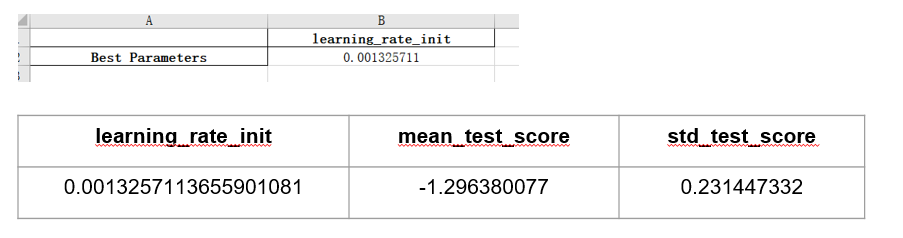 A B
learning_rate_init
Best Parameters 0.001325711
learning_rate_init mean_test_score std_test_score
0.0013257113655901081 -1.296380077 0.231447332